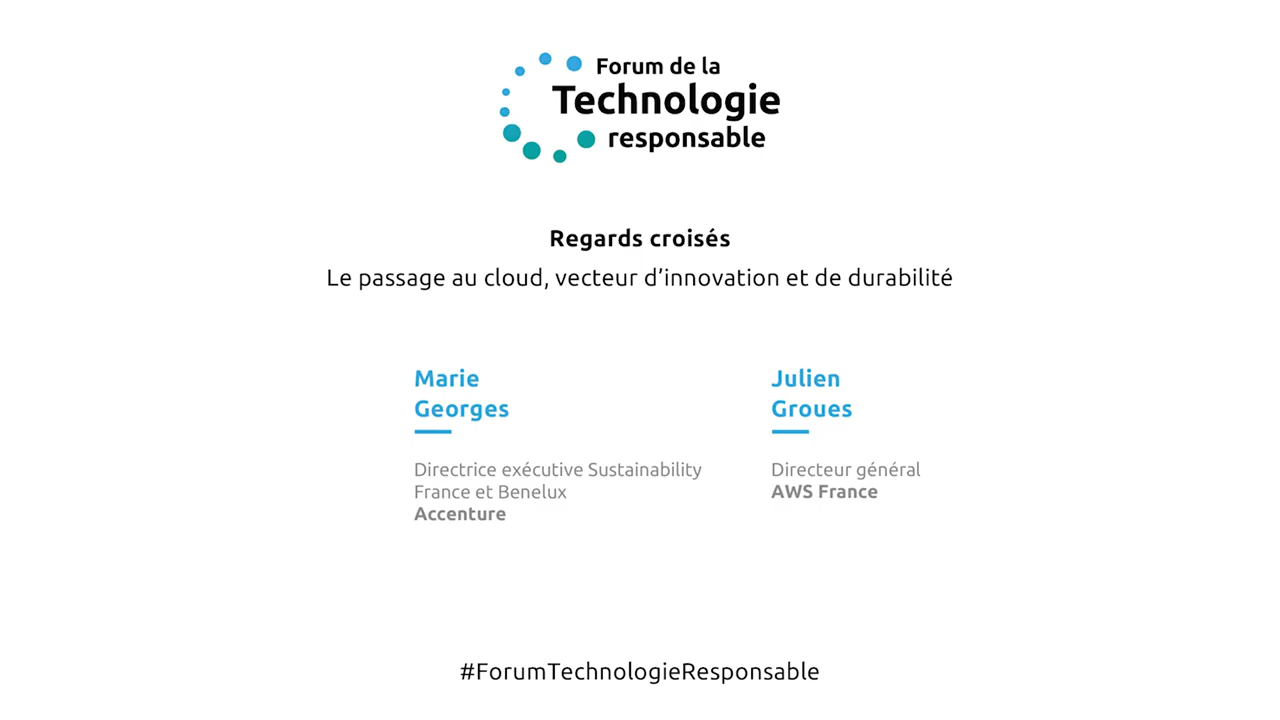 Forum de la
Technologie
responsable
Regards croisés
Le passage au cloud, vecteur d’innovation et de durabilité
Marie
Georges
Directrice exécutive Sustainability
France et Benelux
Accenture
Julien
Groues
Directeur général
AWS France
#ForumTechnologieResponsable